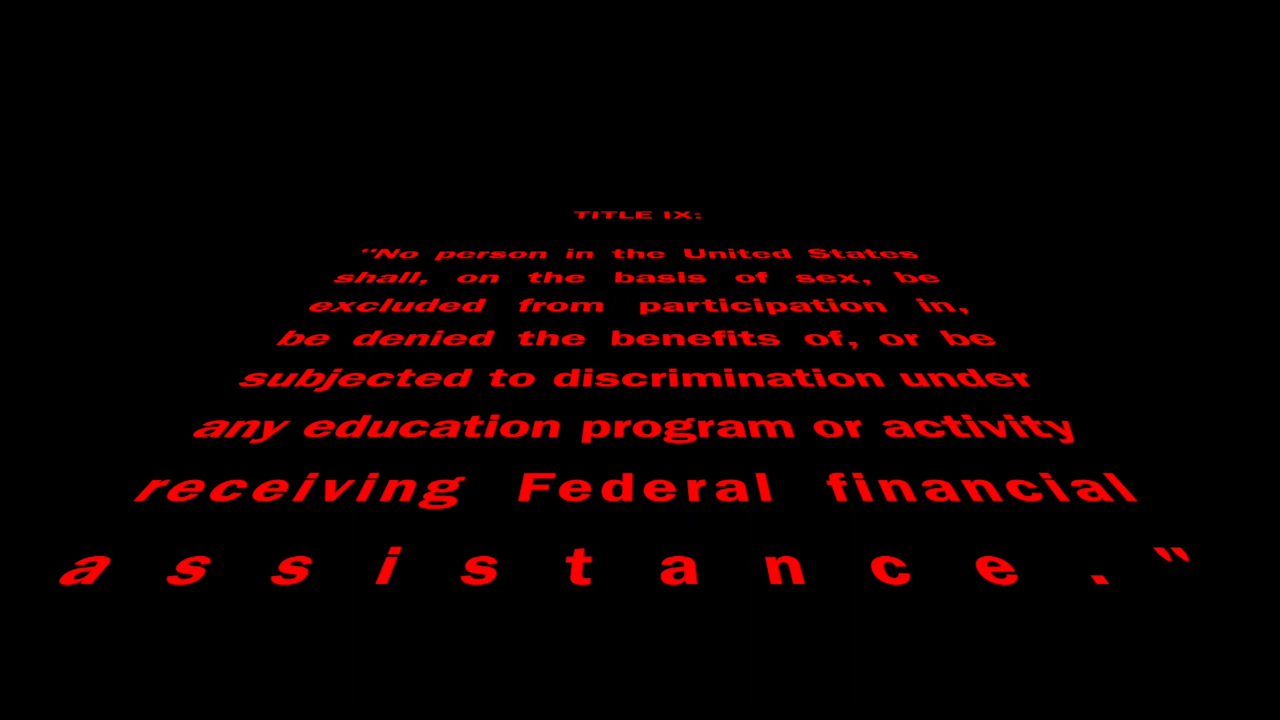 TITLE IX:
"No person in the United States
shall, on the basis of sex, be
excluded from participation in,
be denied the benefits of, or be
subjected to discrimination under
any education program or activity
receiving Federal financial
assistance."